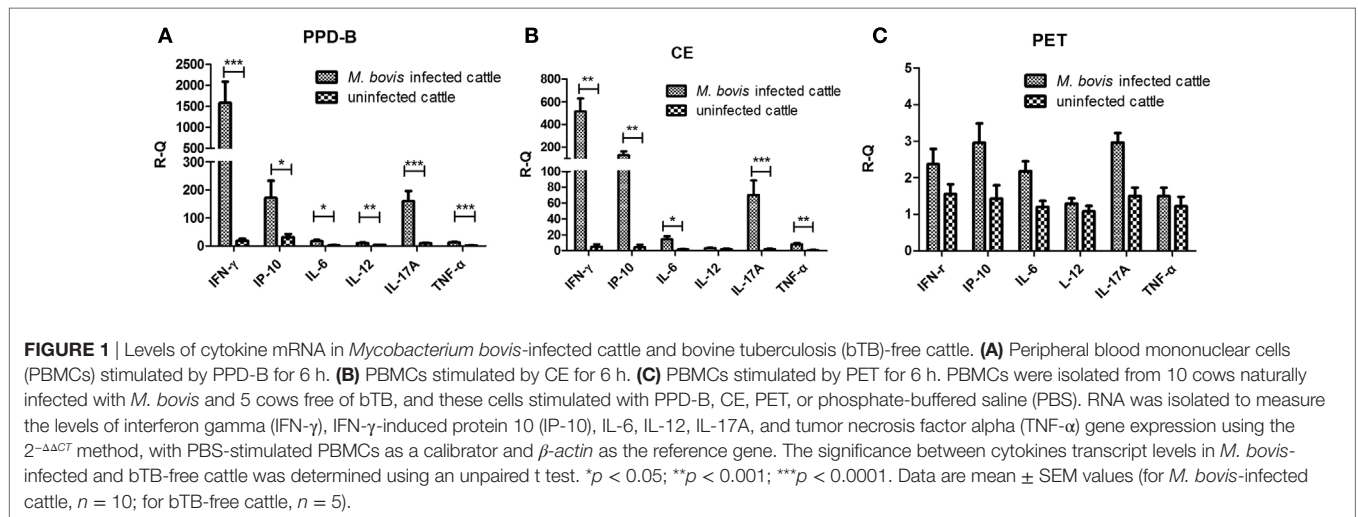 A
PPD-B
R-Q
2500
2000
1500
1000
500
300
200
100
0
***
*
*
**
***
***
M. bovis infected cattle
uninfected cattle
IFN-γ
IP-10
IL-6
IL-12
IL-17A
TNF-α
B
CE
R-Q
800
600
400
200
100
80
60
40
20
0
**
**
*
***
**
M. bovis infected cattle
uninfected cattle
IFN-γ
IP-10
IL-6
IL-12
IL-17A
TNF-α
C
PET
R-Q
5
4
3
2
1
0
M. bovis infected cattle
uninfected cattle
IFN-r
IP-10
IL-6
L-12
IL-17A
TNF-α
FIGURE 1 | Levels of cytokine mRNA in Mycobacterium bovis-infected cattle and bovine tuberculosis (bTB)-free cattle. (A) Peripheral blood mononuclear cells
(PBMCs) stimulated by PPD-B for 6 h. (B) PBMCs stimulated by CE for 6 h. (C) PBMCs stimulated by PET for 6 h. PBMCs were isolated from 10 cows naturally
infected with M. bovis and 5 cows free of bTB, and these cells stimulated with PPD-B, CE, PET, or phosphate-buffered saline (PBS). RNA was isolated to measure
the levels of interferon gamma (IFN-γ), IFN-γ-induced protein 10 (IP-10), IL-6, IL-12, IL-17A, and tumor necrosis factor alpha (TNF-α) gene expression using the
2−ΔΔCT method, with PBS-stimulated PBMCs as a calibrator and β-actin as the reference gene. The significance between cytokines transcript levels in M. bovis-
infected and bTB-free cattle was determined using an unpaired t test. *p < 0.05; **p < 0.001; ***p < 0.0001. Data are mean ± SEM values (for M. bovis-infected
cattle, n = 10; for bTB-free cattle, n = 5).